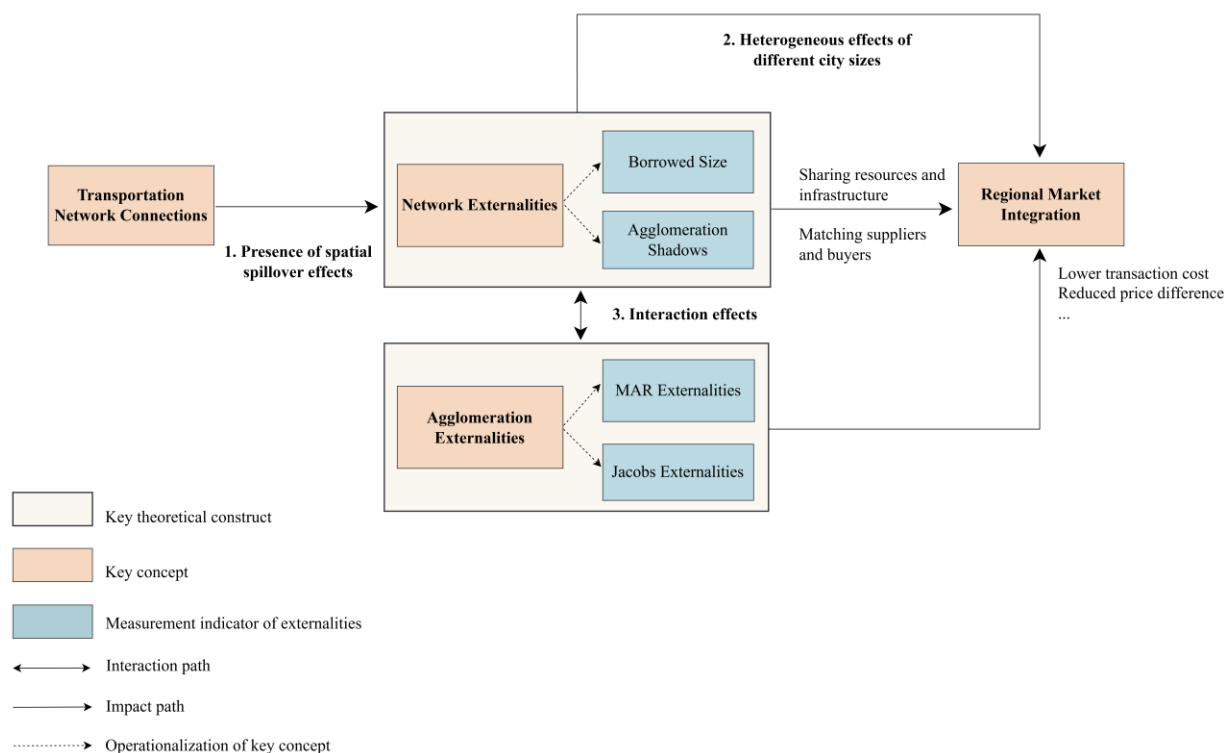 2. Heterogeneous effects of
different city sizes
Transportation
Network Connections
1. Presence of spatial
spillover effects
Network Externalities
Borrowed Size
Agglomeration
Shadows
Sharing resources and
infrastructure
Matching suppliers
and buyers
Regional Market
Integration
Lower transaction cost
Reduced price difference
...
3. Interaction effects
Agglomeration
Externalities
MAR Externalities
Jacobs Externalities
Key theoretical construct
Key concept
Measurement indicator of externalities
Interaction path
Impact path
Operationalization of key concept